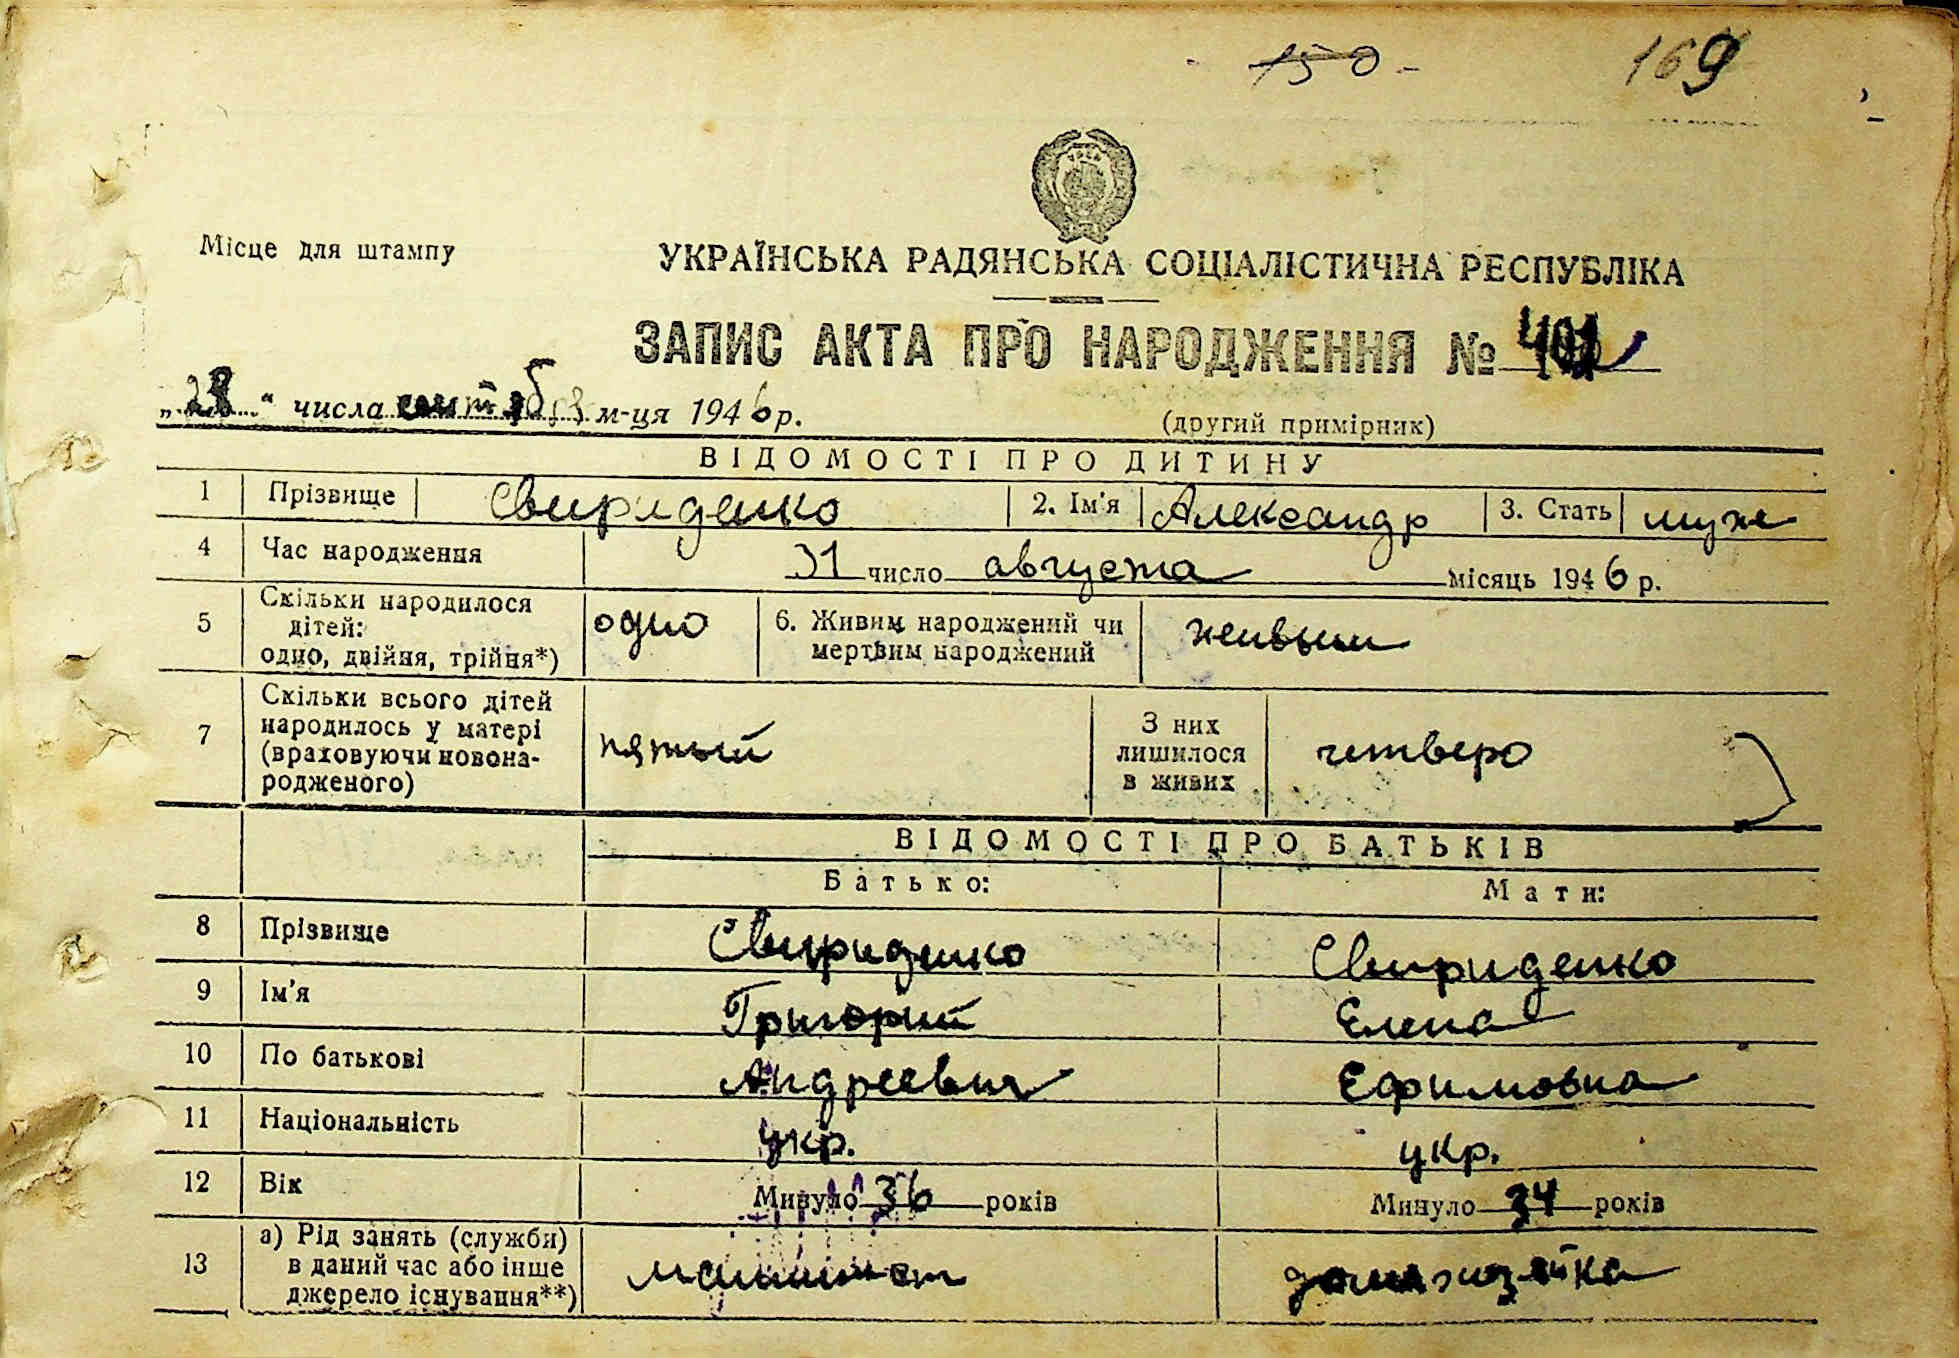 150 - 169
Місце для штампу
УКРАЇНСЬКА РАДЯНСЬКА СОЦІАЛІСТИЧНА РЕСПУБЛІКА
ЗАПИС АКТА ПРО НАРОДЖЕННЯ №
„28“ числа сентября м-ця 1946 р.
(другий примірник)
ВІДОМОСТІ ПРО ДИТИНУ
1 Прізвище Свириденко 2. Ім'я Александр 3. Стать муж
4 Час народження 31 число августа місяць 1946 р.
5 Скільки народилося
дітей:
одно, двійня, трійня*) одно 6. Живим народжений чи
мертвим народжений живым
7 Скільки всього дітей
народилось у матері
(враховуючи новона-
родженого) пятый З них
лишилося
в живих четверо
ВІДОМОСТІ ПРО БАТЬКІВ
Батько: Мати:
8 Прізвище Свириденко Свириденко
9 Ім'я Григорий Елена
10 По батькові Андреевич Ефимовна
11 Національність укр. укр.
12 Вік Минуло 36 років Минуло 34 років
13 а) Рід занять (служби)
в даний час або інше
джерело існування**) машинист домохозяйка